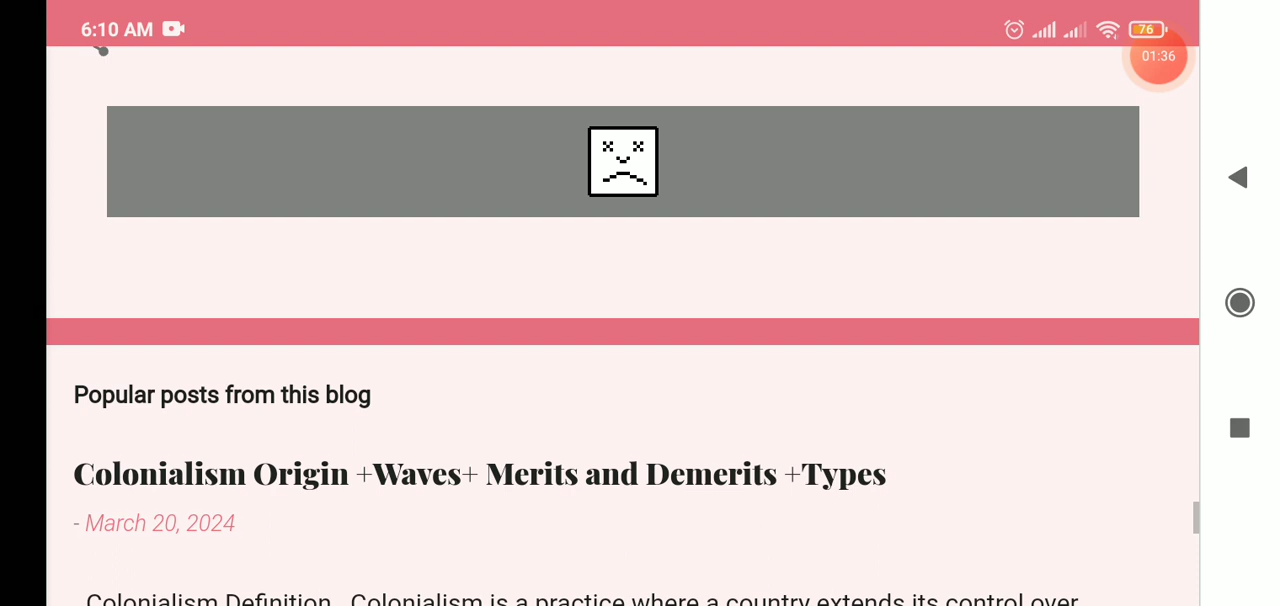 6:10 AM
76
01:36
Popular posts from this blog
Colonialism Origin +Waves+ Merits and Demerits +Types
- March 20, 2024
Colonialism Definition Colonialism is a practice where a country extends its control over